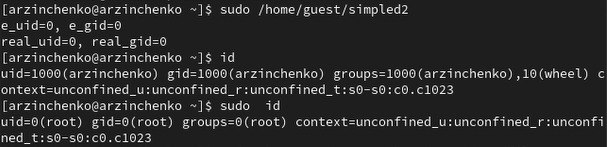 [arzinchenko@arzinchenko ~]$ sudo /home/guest/simpled2
e_uid=0, e_gid=0
real_uid=0, real_gid=0
[arzinchenko@arzinchenko ~]$ id
uid=1000(arzinchenko) gid=1000(arzinchenko) groups=1000(arzinchenko),10(wheel) c
ontext=unconfined_u:unconfined_r:unconfined_t:s0-s0:c0.c1023
[arzinchenko@arzinchenko ~]$ sudo  id
uid=0(root) gid=0(root) groups=0(root) context=unconfined_u:unconfined_r:unconfi
ned_t:s0-s0:c0.c1023